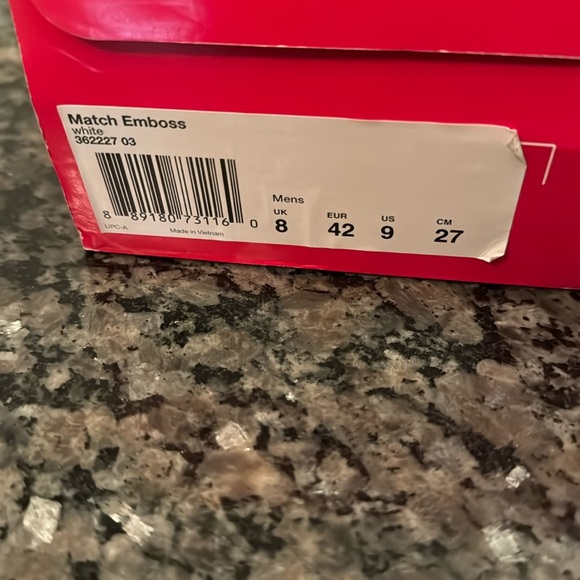 Match Emboss
white
362227 03
8 89180 73116 0
UPC-A
Made in Vietnam
Mens
UK EUR US CM
8 42 9 27